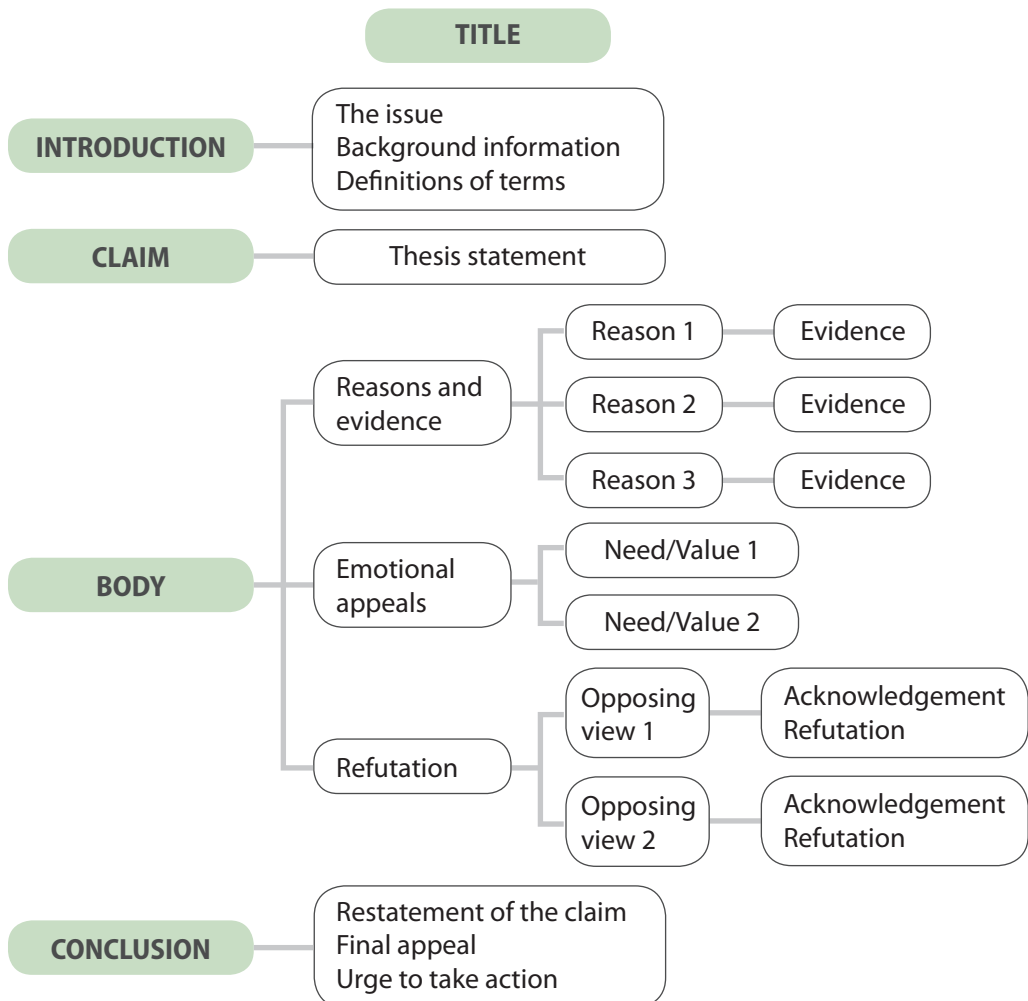 TITLE
INTRODUCTION
The issue
Background information
Definitions of terms
CLAIM
Thesis statement
BODY
Reasons and
evidence
Reason 1
Evidence
Reason 2
Evidence
Reason 3
Evidence
Emotional
appeals
Need/Value 1
Need/Value 2
Refutation
Opposing
view 1
Acknowledgement
Refutation
Opposing
view 2
Acknowledgement
Refutation
CONCLUSION
Restatement of the claim
Final appeal
Urge to take action